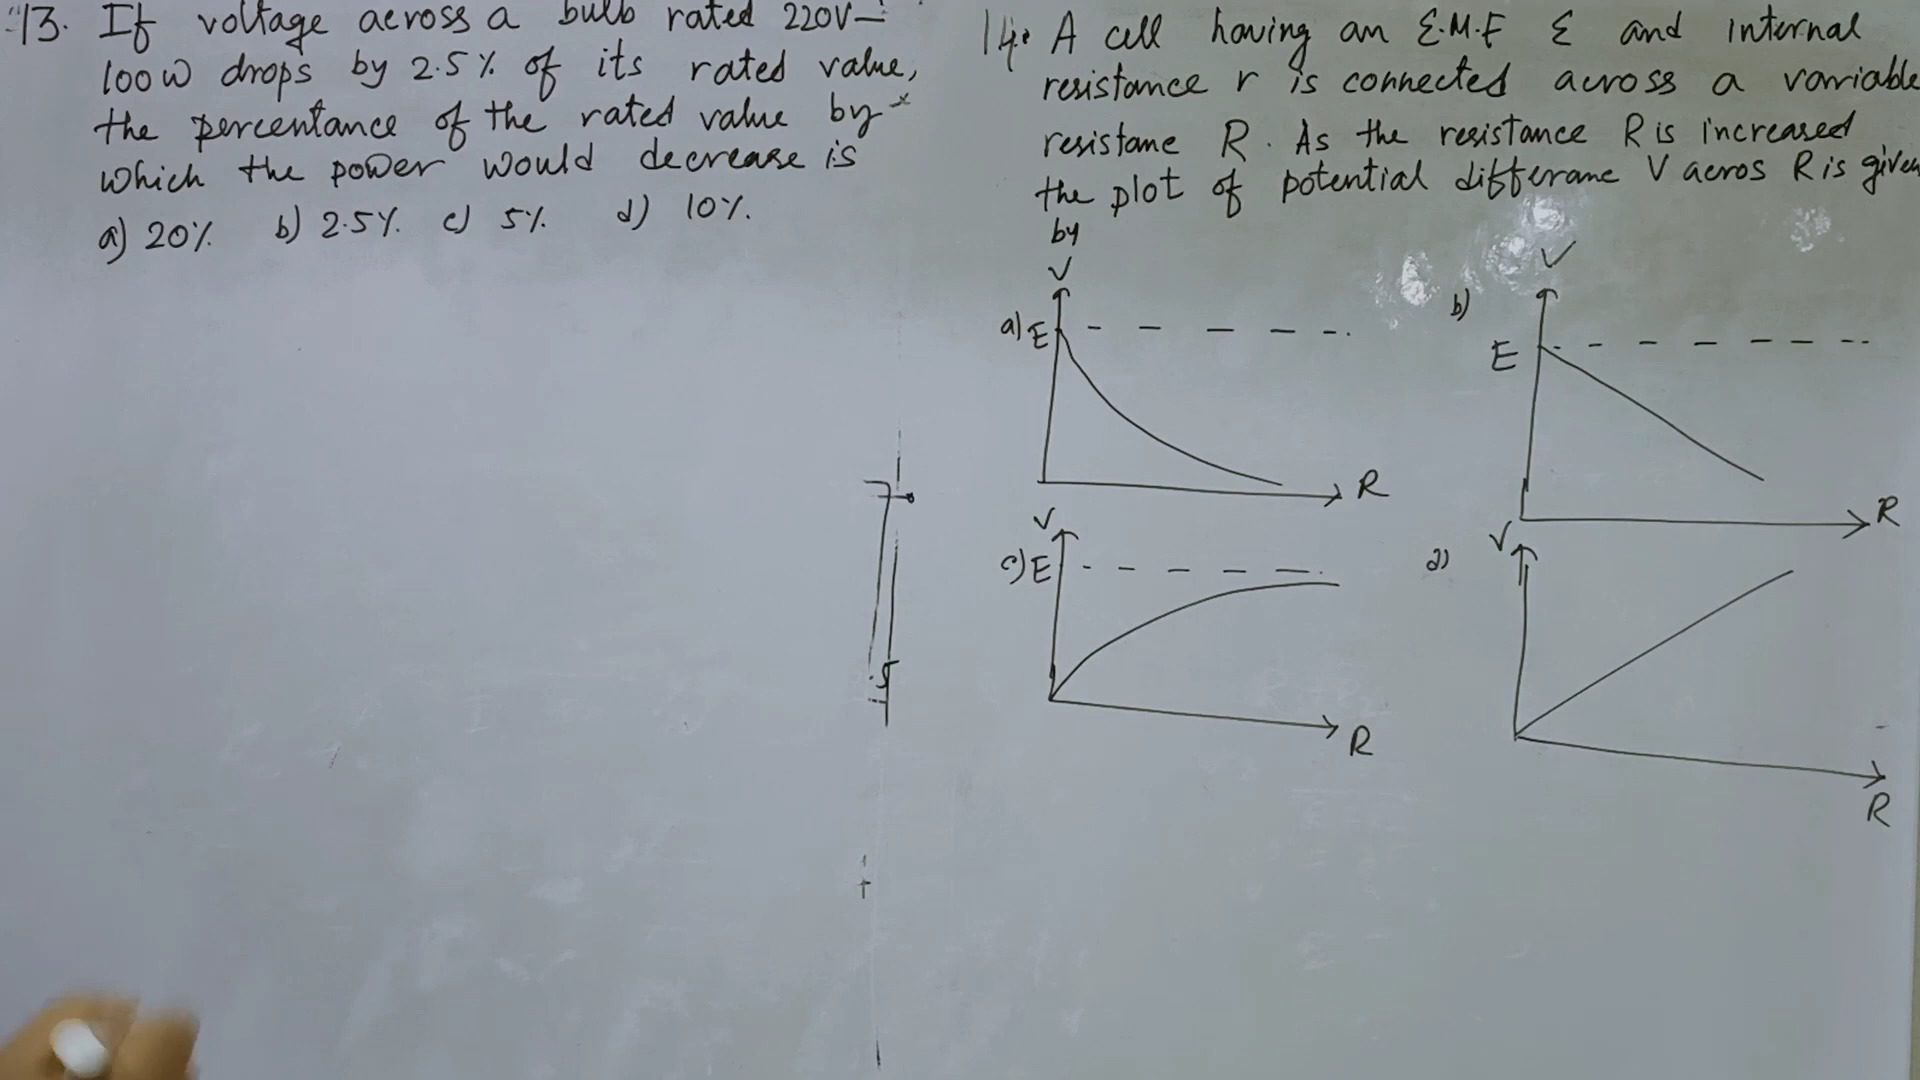 13. If voltage across a bulb rated 220V-
100W drops by 2.5% of its rated value,
the percentance of the rated value by
which the power would decrease is
a) 20% b) 2.5% c) 5% d) 10%.
14. A cell having an E.M.F ε and internal
resistance r is connected across a variable
resistane R. As the resistance R is increased
the plot of potential differane V acros R is given
by
V
a) E
R
b)
V
E
R
V
c) E
R
d)
V
R